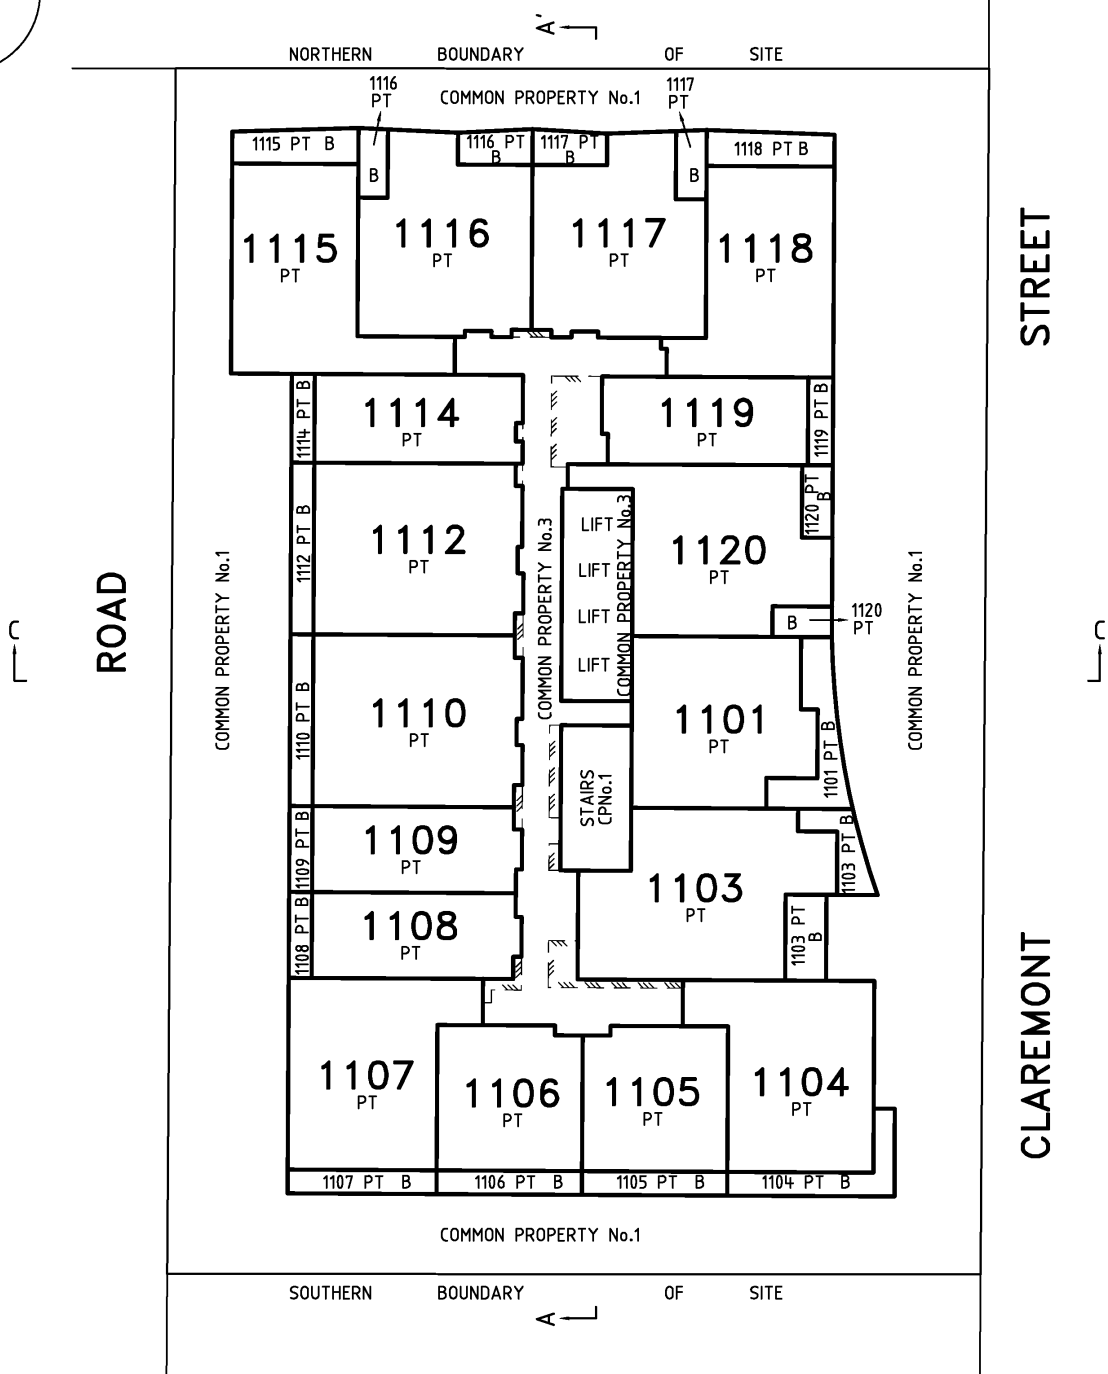 A'
NORTHERN BOUNDARY OF SITE
1116
PT
COMMON PROPERTY No.1
1117
PT
1115 PT B
B
1116 PT
B
1117 PT
B
B
1118 PT B
1115
PT
1116
PT
1117
PT
1118
PT
STREET
1114 PT B
1114
PT
1119
PT
1119 PT B
1112 PT B
1112
PT
COMMON PROPERTY No.3
LIFT
LIFT
LIFT
LIFT
COMMON PROPERTY No.3
1120
PT
1120 PT
B
B
1120
PT
COMMON PROPERTY No.1
COMMON PROPERTY No.1
ROAD
C
C
1110 PT B
1110
PT
1101
PT
1101 PT B
STAIRS
CPNo.1
1109 PT B
1109
PT
1103
PT
1103 PT B
1103 PT
B
1108 PT B
1108
PT
CLAREMONT
1107
PT
1106
PT
1105
PT
1104
PT
1107 PT B
1106 PT B
1105 PT B
1104 PT B
COMMON PROPERTY No.1
SOUTHERN BOUNDARY OF SITE
A